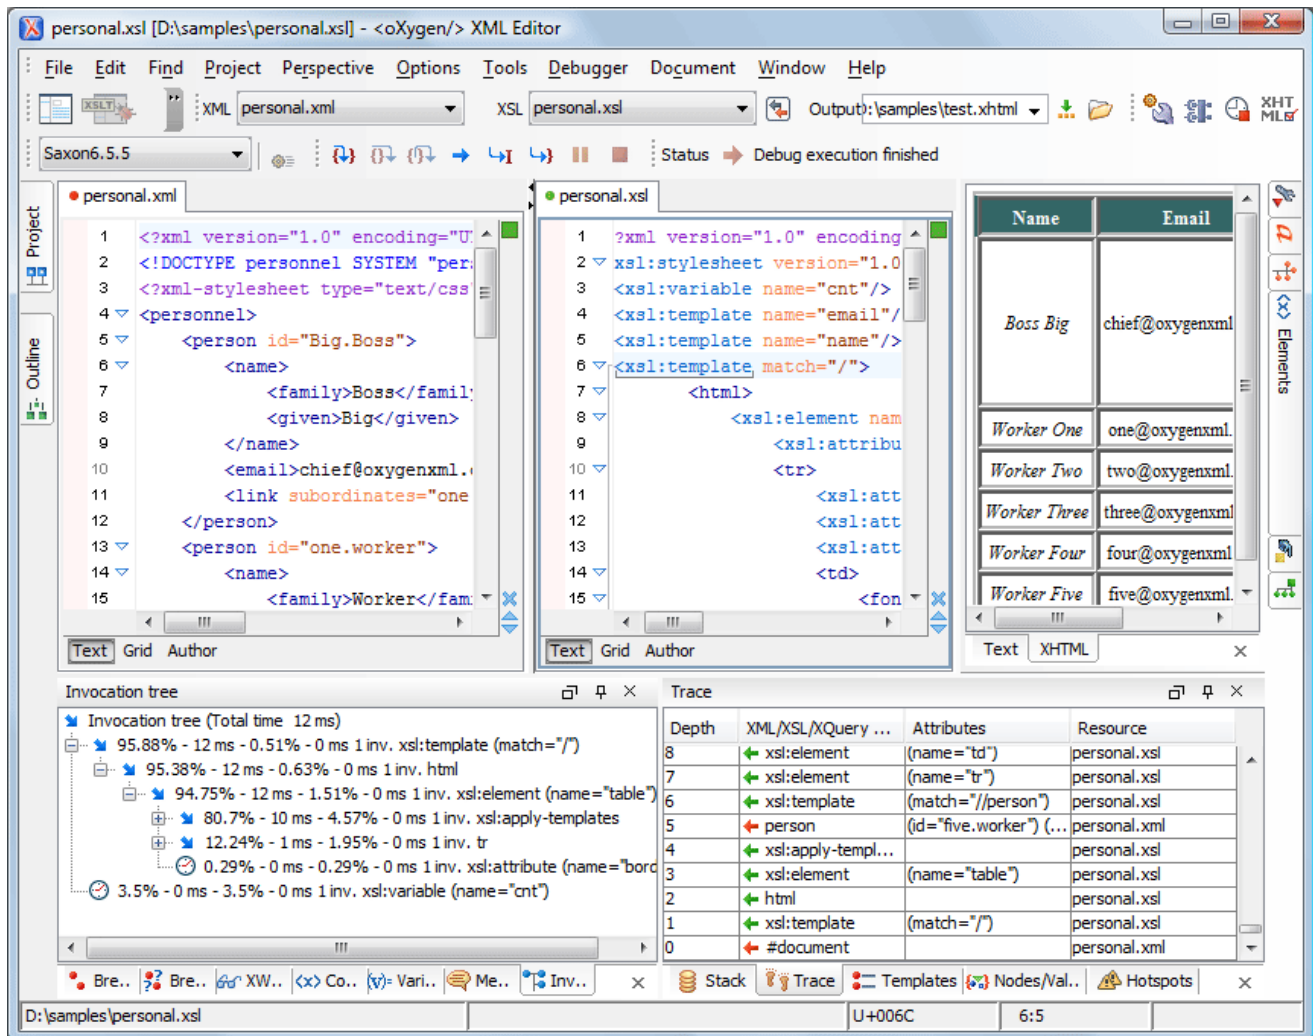 personal.xsl [D:\samples\personal.xsl] - <oXygen/> XML Editor
File Edit Find Project Perspective Options Tools Debugger Document Window Help
XSLT XML personal.xml XSL personal.xsl Output \samples\test.xhtml XHT ML
Saxon6.5.5 Status Debug execution finished
Project
Outline
personal.xml
1 <?xml version="1.0" encoding="U
2 <!DOCTYPE personnel SYSTEM "pers
3 <?xml-stylesheet type="text/css"
4 <personnel>
5 <person id="Big.Boss">
6 <name>
7 <family>Boss</family
8 <given>Big</given>
9 </name>
10 <email>chief@oxygenxml.
11 <link subordinates="one
12 </person>
13 <person id="one.worker">
14 <name>
15 <family>Worker</fam
Text Grid Author
personal.xsl
1 ?xml version="1.0" encoding
2 xsl:stylesheet version="1.0
3 <xsl:variable name="cnt"/>
4 <xsl:template name="email"/
5 <xsl:template name="name"/>
6 <xsl:template match="/">
7 <html>
8 <xsl:element nam
9 <xsl:attribu
10 <tr>
11 <xsl:att
12 <xsl:att
13 <xsl:att
14 <td>
15 <fon
Text Grid Author
Name Email
Boss Big chief@oxygenxml
Worker One one@oxygenxml.
Worker Two two@oxygenxml.
Worker Three three@oxygenxml
Worker Four four@oxygenxml
Worker Five five@oxygenxml.
Text XHTML
Elements
Invocation tree
Invocation tree (Total time 12 ms)
95.88% - 12 ms - 0.51% - 0 ms 1 inv. xsl:template (match="/")
95.38% - 12 ms - 0.63% - 0 ms 1 inv. html
94.75% - 12 ms - 1.51% - 0 ms 1 inv. xsl:element (name="table")
80.7% - 10 ms - 4.57% - 0 ms 1 inv. xsl:apply-templates
12.24% - 1 ms - 1.95% - 0 ms 1 inv. tr
0.29% - 0 ms - 0.29% - 0 ms 1 inv. xsl:attribute (name="bord
3.5% - 0 ms - 3.5% - 0 ms 1 inv. xsl:variable (name="cnt")
Bre.. Bre.. XW.. Co.. Vari.. Me.. Inv..
Trace
Depth XML/XSL/XQuery ... Attributes Resource
8 xsl:element (name="td") personal.xsl
7 xsl:element (name="tr") personal.xsl
6 xsl:template (match="//person") personal.xsl
5 person (id="five.worker") (... personal.xml
4 xsl:apply-templ... personal.xsl
3 xsl:element (name="table") personal.xsl
2 html personal.xsl
1 xsl:template (match="/") personal.xsl
0 #document personal.xml
Stack Trace Templates Nodes/Val.. Hotspots
D:\samples\personal.xsl U+006C 6:5